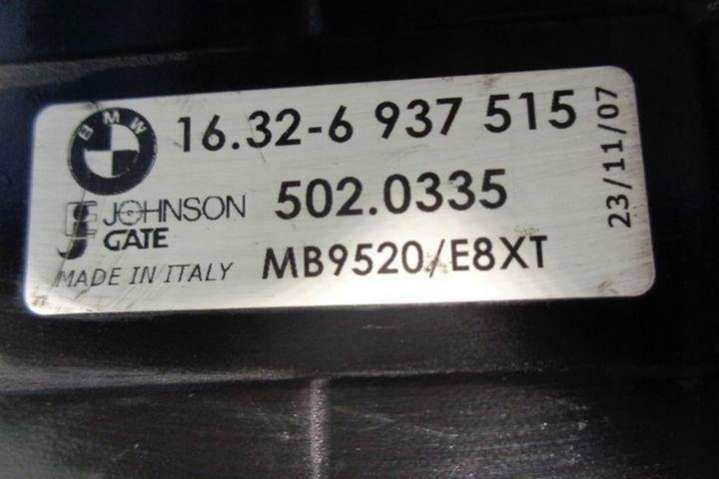 BMW
16.32-6 937 515
JOHNSON
GATE
502.0335
MADE IN ITALY
MB9520/E8XT
23/11/07